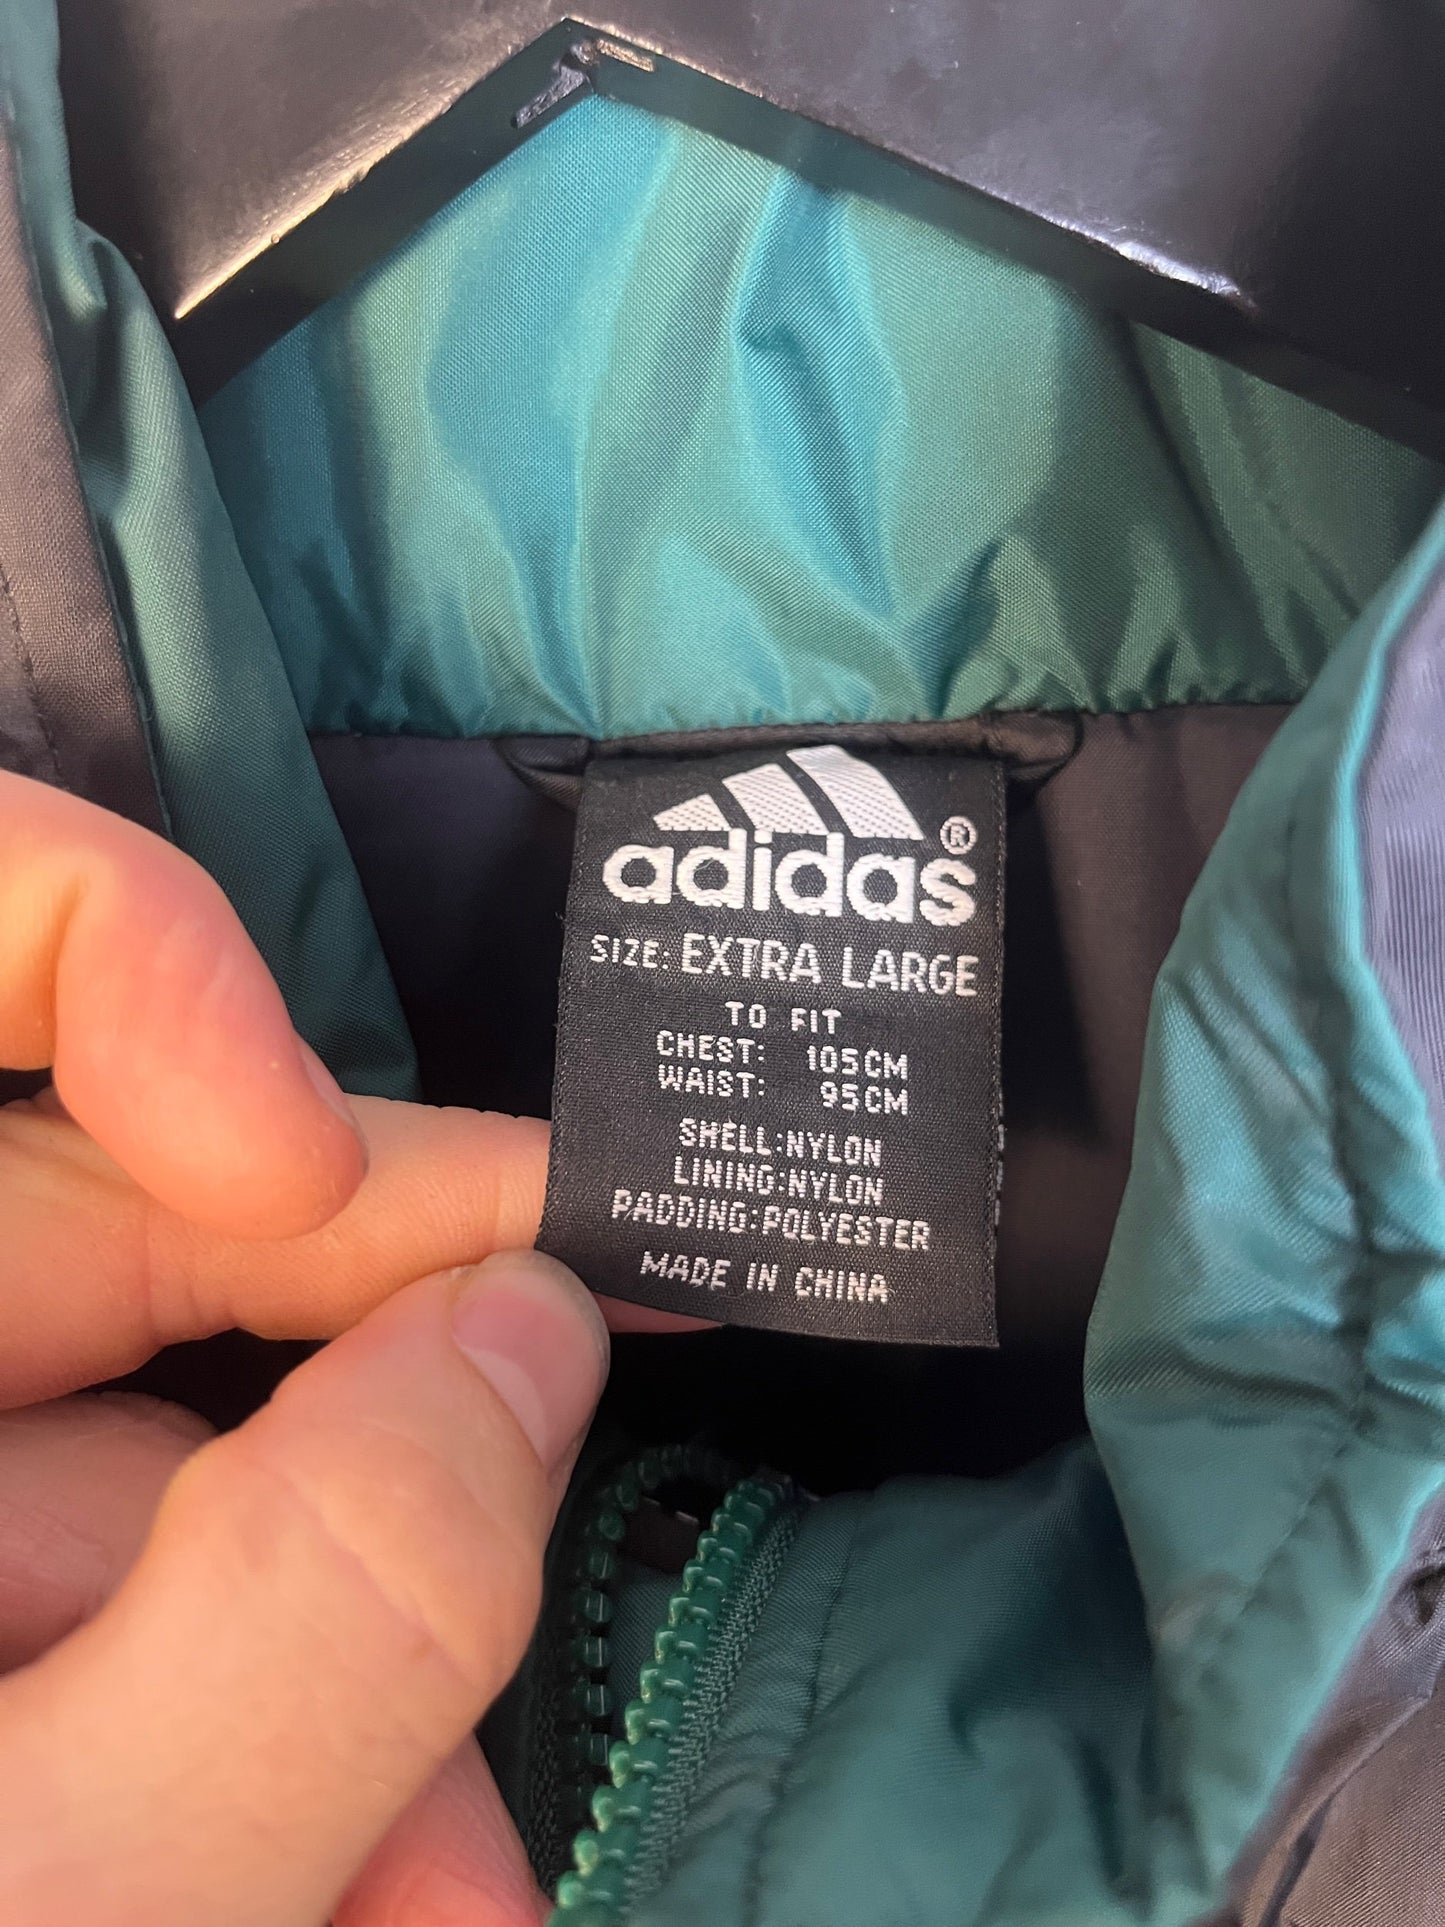 adidas®
SIZE: EXTRA LARGE
TO FIT
CHEST: 105CM
WAIST: 95CM
SHELL:NYLON
LINING:NYLON
PADDING:POLYESTER
MADE IN CHINA